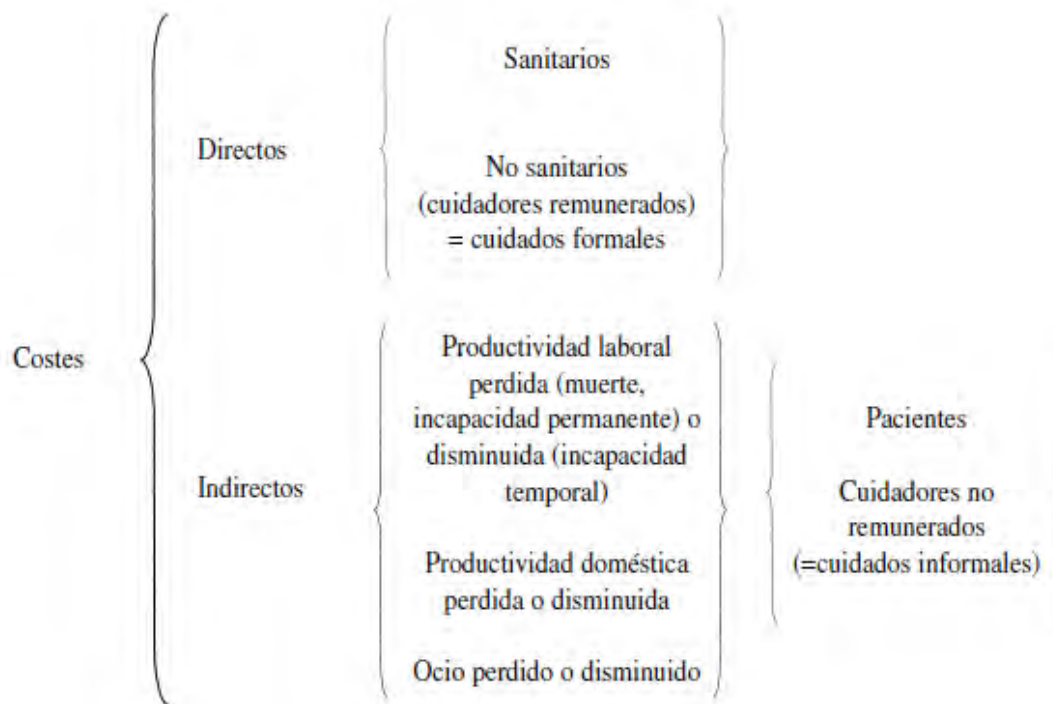 Costes
Directos
Sanitarios
No sanitarios
(cuidadores remunerados)
= cuidados formales
Indirectos
Productividad laboral
perdida (muerte,
incapacidad permanente) o
disminuida (incapacidad
temporal)
Productividad doméstica
perdida o disminuida
Ocio perdido o disminuido
Pacientes
Cuidadores no
remunerados
(=cuidados informales)